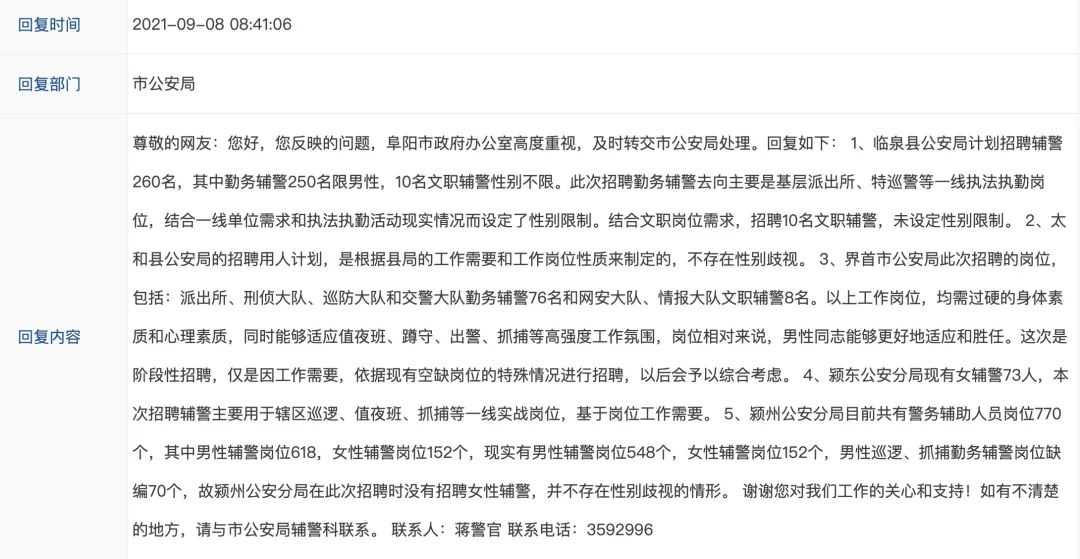 回复时间
2021-09-08 08:41:06
回复部门
市公安局
回复内容
尊敬的网友：您好，您反映的问题，阜阳市政府办公室高度重视，及时转交市公安局处理。回复如下： 1、临泉县公安局计划招聘辅警
260名，其中勤务辅警250名限男性，10名文职辅警性别不限。此次招聘勤务辅警去向主要是基层派出所、特巡警等一线执法执勤岗
位，结合一线单位需求和执法执勤活动现实情况而设定了性别限制。结合文职岗位需求，招聘10名文职辅警，未设定性别限制。 2、太
和县公安局的招聘用人计划，是根据县局的工作需要和工作岗位性质来制定的，不存在性别歧视。 3、界首市公安局此次招聘的岗位，
包括：派出所、刑侦大队、巡防大队和交警大队勤务辅警76名和网安大队、情报大队文职辅警8名。以上工作岗位，均需过硬的身体素
质和心理素质，同时能够适应值夜班、蹲守、出警、抓捕等高强度工作氛围，岗位相对来说，男性同志能够更好地适应和胜任。这次是
阶段性招聘，仅是因工作需要，依据现有空缺岗位的特殊情况进行招聘，以后会予以综合考虑。 4、颍东公安分局现有女辅警73人，本
次招聘辅警主要用于辖区巡逻、值夜班、抓捕等一线实战岗位，基于岗位工作需要。 5、颍州公安分局目前共有警务辅助人员岗位770
个，其中男性辅警岗位618，女性辅警岗位152个，现实有男性辅警岗位548个，女性辅警岗位152个，男性巡逻、抓捕勤务辅警岗位缺
编70个，故颍州公安分局在此次招聘时没有招聘女性辅警，并不存在性别歧视的情形。 谢谢您对我们工作的关心和支持！如有不清楚
的地方，请与市公安局辅警科联系。 联系人：蒋警官 联系电话：3592996